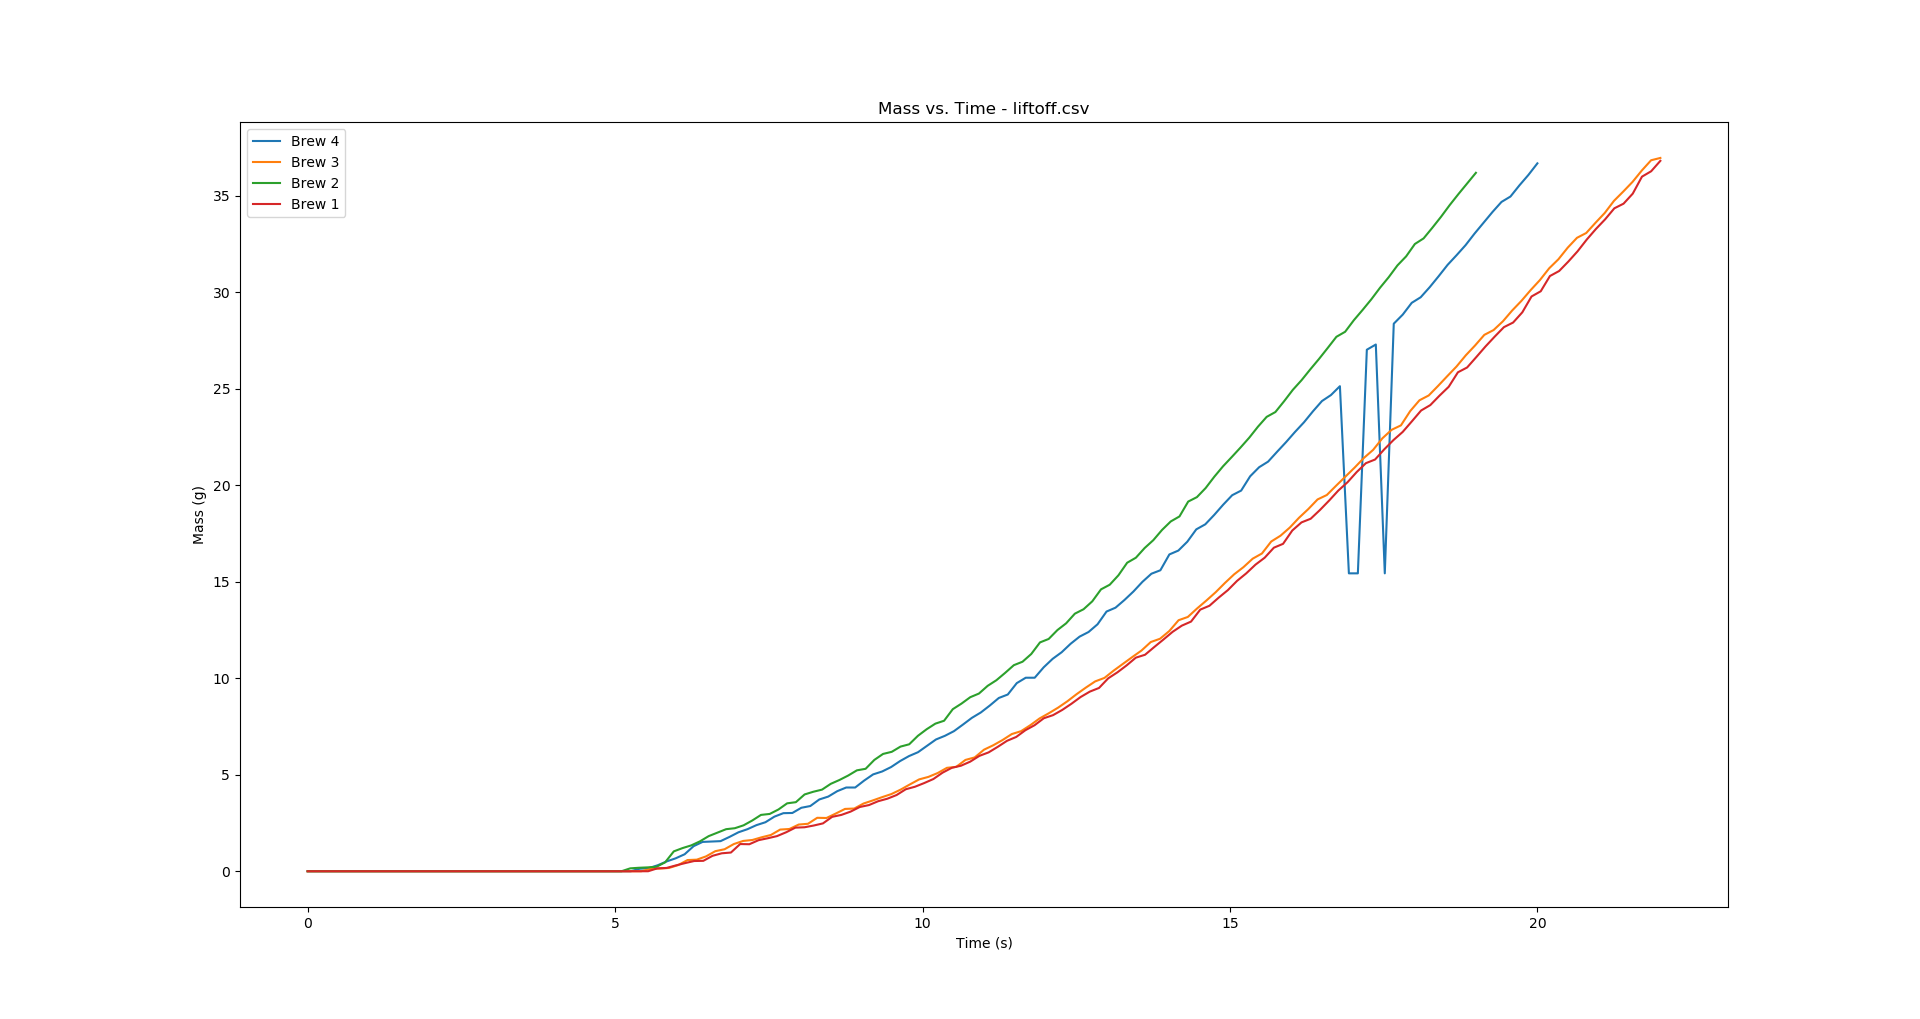 Mass vs. Time - liftoff.csv
Brew 4
Brew 3
Brew 2
Brew 1
Mass (g)
35
30
25
20
15
10
5
0
0 5 10 15 20
Time (s)